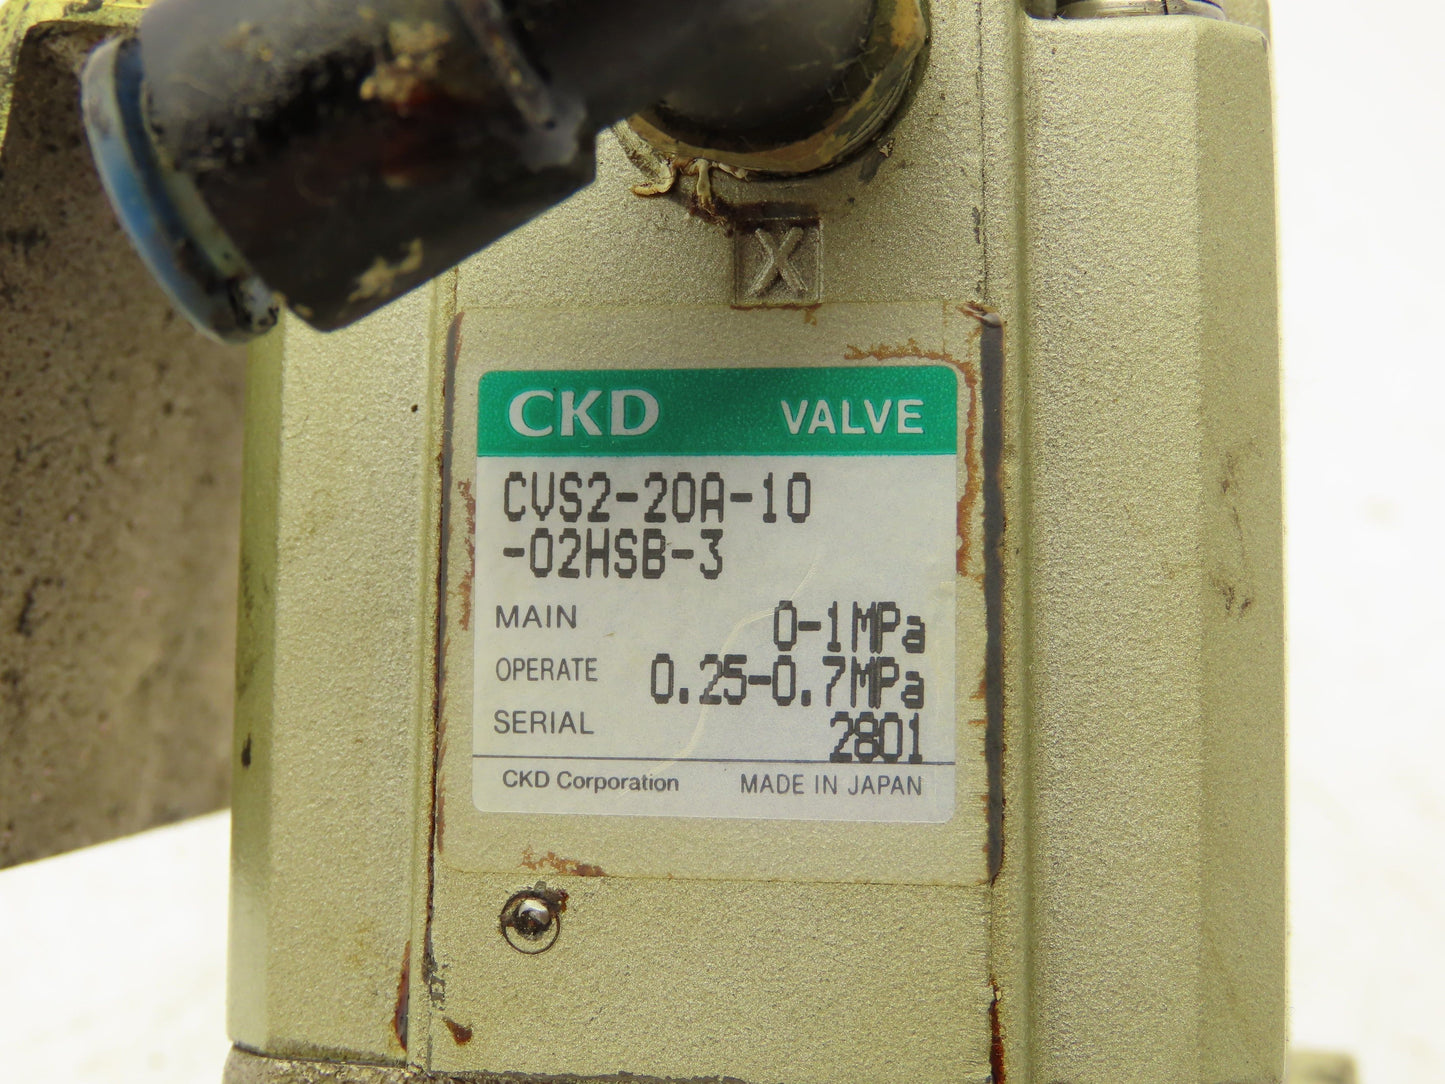 X
CKD VALVE
CVS2-20A-10
-02HSB-3
MAIN 0-1MPa
OPERATE 0.25-0.7MPa
SERIAL 2801
CKD Corporation MADE IN JAPAN